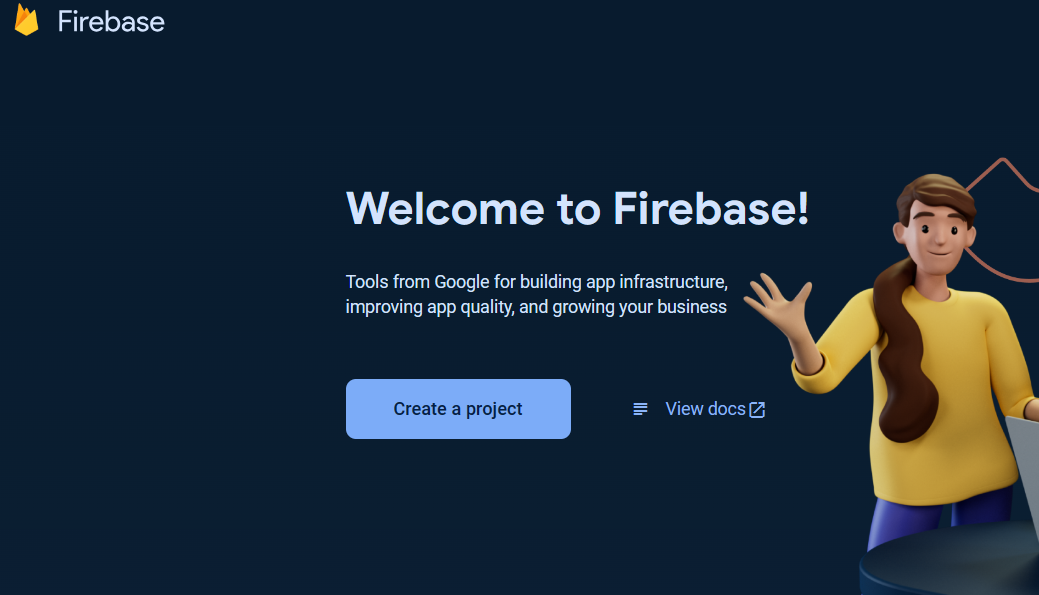 Firebase
Welcome to Firebase!
Tools from Google for building app infrastructure,
improving app quality, and growing your business
Create a project
View docs